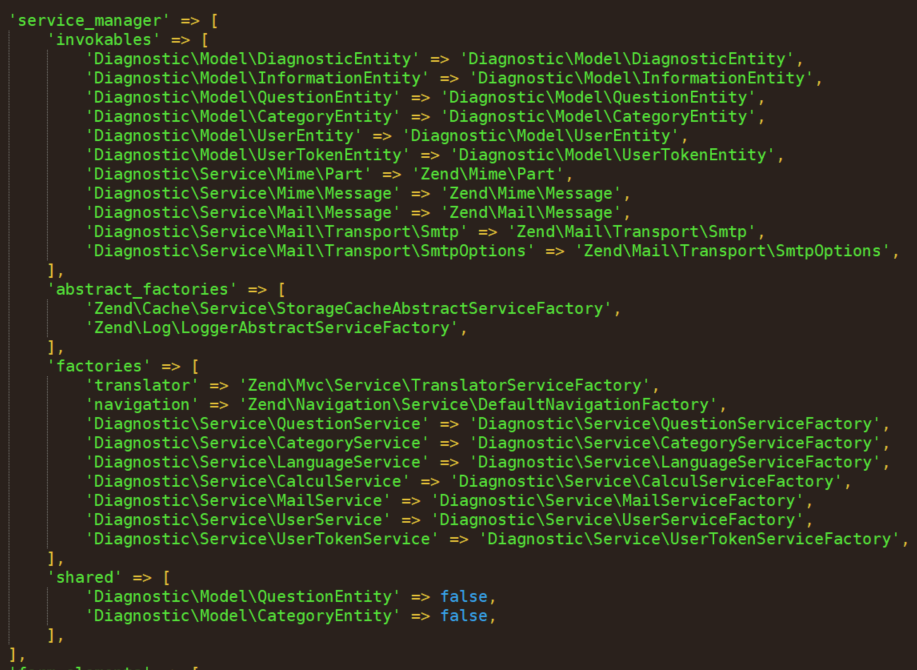 'service_manager' => [
'invokables' => [
'Diagnostic\Model\DiagnosticEntity' => 'Diagnostic\Model\DiagnosticEntity',
'Diagnostic\Model\InformationEntity' => 'Diagnostic\Model\InformationEntity',
'Diagnostic\Model\QuestionEntity' => 'Diagnostic\Model\QuestionEntity',
'Diagnostic\Model\CategoryEntity' => 'Diagnostic\Model\CategoryEntity',
'Diagnostic\Model\UserEntity' => 'Diagnostic\Model\UserEntity',
'Diagnostic\Model\UserTokenEntity' => 'Diagnostic\Model\UserTokenEntity',
'Diagnostic\Service\Mime\Part' => 'Zend\Mime\Part',
'Diagnostic\Service\Mime\Message' => 'Zend\Mime\Message',
'Diagnostic\Service\Mail\Message' => 'Zend\Mail\Message',
'Diagnostic\Service\Mail\Transport\Smtp' => 'Zend\Mail\Transport\Smtp',
'Diagnostic\Service\Mail\Transport\SmtpOptions' => 'Zend\Mail\Transport\SmtpOptions',
],
'abstract_factories' => [
'Zend\Cache\Service\StorageCacheAbstractServiceFactory',
'Zend\Log\LoggerAbstractServiceFactory',
],
'factories' => [
'translator' => 'Zend\Mvc\Service\TranslatorServiceFactory',
'navigation' => 'Zend\Navigation\Service\DefaultNavigationFactory',
'Diagnostic\Service\QuestionService' => 'Diagnostic\Service\QuestionServiceFactory',
'Diagnostic\Service\CategoryService' => 'Diagnostic\Service\CategoryServiceFactory',
'Diagnostic\Service\LanguageService' => 'Diagnostic\Service\LanguageServiceFactory',
'Diagnostic\Service\CalculService' => 'Diagnostic\Service\CalculServiceFactory',
'Diagnostic\Service\MailService' => 'Diagnostic\Service\MailServiceFactory',
'Diagnostic\Service\UserService' => 'Diagnostic\Service\UserServiceFactory',
'Diagnostic\Service\UserTokenService' => 'Diagnostic\Service\UserTokenServiceFactory',
],
'shared' => [
'Diagnostic\Model\QuestionEntity' => false,
'Diagnostic\Model\CategoryEntity' => false,
],
],